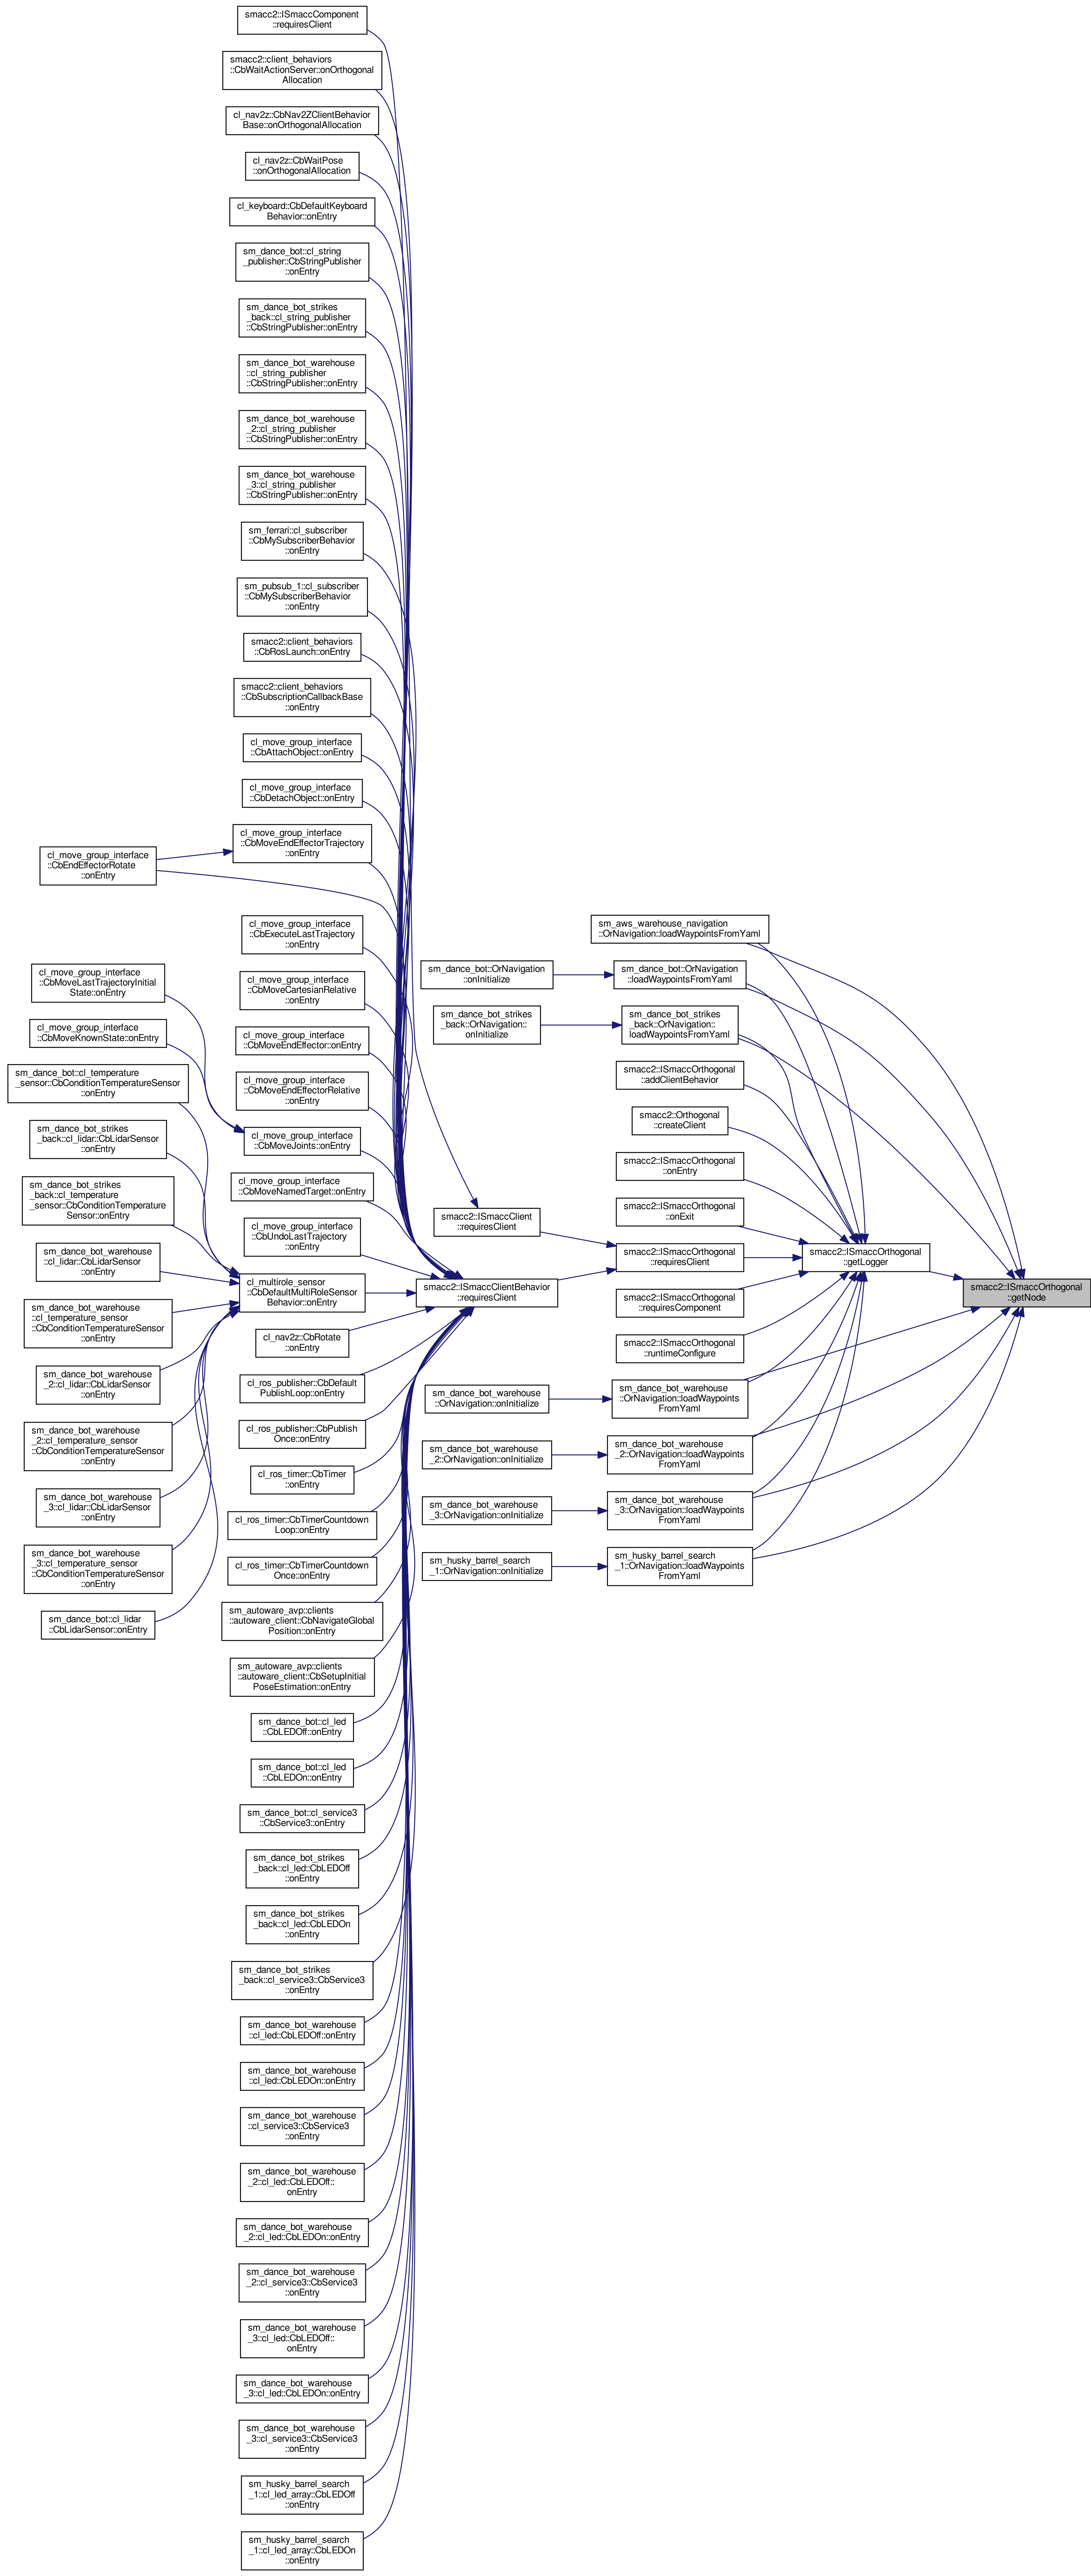 smacc2::ISmaccComponent
::requiresClient
smacc2::client_behaviors
::CbWaitActionServer::onOrthogonal
Allocation
cl_nav2z::CbNav2ZClientBehavior
Base::onOrthogonalAllocation
cl_nav2z::CbWaitPose
::onOrthogonalAllocation
cl_keyboard::CbDefaultKeyboard
Behavior::onEntry
sm_dance_bot::cl_string
_publisher::CbStringPublisher
::onEntry
sm_dance_bot_strikes
_back::cl_string_publisher
::CbStringPublisher::onEntry
sm_dance_bot_warehouse
::cl_string_publisher
::CbStringPublisher::onEntry
sm_dance_bot_warehouse
_2::cl_string_publisher
::CbStringPublisher::onEntry
sm_dance_bot_warehouse
_3::cl_string_publisher
::CbStringPublisher::onEntry
sm_ferrari::cl_subscriber
::CbMySubscriberBehavior
::onEntry
sm_pubsub_1::cl_subscriber
::CbMySubscriberBehavior
::onEntry
smacc2::client_behaviors
::CbRosLaunch::onEntry
smacc2::client_behaviors
::CbSubscriptionCallbackBase
::onEntry
cl_move_group_interface
::CbAttachObject::onEntry
cl_move_group_interface
::CbDetachObject::onEntry
cl_move_group_interface
::CbMoveEndEffectorTrajectory
::onEntry
cl_move_group_interface
::CbEndEffectorRotate
::onEntry
cl_move_group_interface
::CbExecuteLastTrajectory
::onEntry
cl_move_group_interface
::CbMoveCartesianRelative
::onEntry
cl_move_group_interface
::CbMoveEndEffector::onEntry
cl_move_group_interface
::CbMoveEndEffectorRelative
::onEntry
cl_move_group_interface
::CbMoveJoints::onEntry
cl_move_group_interface
::CbMoveNamedTarget::onEntry
cl_move_group_interface
::CbUndoLastTrajectory
::onEntry
cl_multirole_sensor
::CbDefaultMultiRoleSensor
Behavior::onEntry
cl_nav2z::CbRotate
::onEntry
cl_ros_publisher::CbDefault
PublishLoop::onEntry
cl_ros_publisher::CbPublish
Once::onEntry
cl_ros_timer::CbTimer
::onEntry
cl_ros_timer::CbTimerCountdown
Loop::onEntry
cl_ros_timer::CbTimerCountdown
Once::onEntry
sm_autoware_avp::clients
::autoware_client::CbNavigateGlobal
Position::onEntry
sm_autoware_avp::clients
::autoware_client::CbSetupInitial
PoseEstimation::onEntry
sm_dance_bot::cl_led
::CbLEDOff::onEntry
sm_dance_bot::cl_led
::CbLEDOn::onEntry
sm_dance_bot::cl_service3
::CbService3::onEntry
sm_dance_bot_strikes
_back::cl_led::CbLEDOff
::onEntry
sm_dance_bot_strikes
_back::cl_led::CbLEDOn
::onEntry
sm_dance_bot_strikes
_back::cl_service3::CbService3
::onEntry
sm_dance_bot_warehouse
::cl_led::CbLEDOff::onEntry
sm_dance_bot_warehouse
::cl_led::CbLEDOn::onEntry
sm_dance_bot_warehouse
::cl_service3::CbService3
::onEntry
sm_dance_bot_warehouse
_2::cl_led::CbLEDOff::
onEntry
sm_dance_bot_warehouse
_2::cl_led::CbLEDOn::onEntry
sm_dance_bot_warehouse
_2::cl_service3::CbService3
::onEntry
sm_dance_bot_warehouse
_3::cl_led::CbLEDOff::
onEntry
sm_dance_bot_warehouse
_3::cl_led::CbLEDOn::onEntry
sm_dance_bot_warehouse
_3::cl_service3::CbService3
::onEntry
sm_husky_barrel_search
_1::cl_led_array::CbLEDOff
::onEntry
sm_husky_barrel_search
_1::cl_led_array::CbLEDOn
::onEntry
cl_move_group_interface
::CbMoveLastTrajectoryInitial
State::onEntry
cl_move_group_interface
::CbMoveKnownState::onEntry
sm_dance_bot::cl_temperature
_sensor::CbConditionTemperatureSensor
::onEntry
sm_dance_bot_strikes
_back::cl_lidar::CbLidarSensor
::onEntry
sm_dance_bot_strikes
_back::cl_temperature
_sensor::CbConditionTemperature
Sensor::onEntry
sm_dance_bot_warehouse
::cl_lidar::CbLidarSensor
::onEntry
sm_dance_bot_warehouse
::cl_temperature_sensor
::CbConditionTemperatureSensor
::onEntry
sm_dance_bot_warehouse
_2::cl_lidar::CbLidarSensor
::onEntry
sm_dance_bot_warehouse
_2::cl_temperature_sensor
::CbConditionTemperatureSensor
::onEntry
sm_dance_bot_warehouse
_3::cl_lidar::CbLidarSensor
::onEntry
sm_dance_bot_warehouse
_3::cl_temperature_sensor
::CbConditionTemperatureSensor
::onEntry
sm_dance_bot::cl_lidar
::CbLidarSensor::onEntry
sm_dance_bot::OrNavigation
::onInitialize
sm_dance_bot_strikes
_back::OrNavigation::
onInitialize
smacc2::ISmaccClient
::requiresClient
smacc2::ISmaccClientBehavior
::requiresClient
sm_dance_bot_warehouse
::OrNavigation::onInitialize
sm_dance_bot_warehouse
_2::OrNavigation::onInitialize
sm_dance_bot_warehouse
_3::OrNavigation::onInitialize
sm_husky_barrel_search
_1::OrNavigation::onInitialize
sm_aws_warehouse_navigation
::OrNavigation::loadWaypointsFromYaml
sm_dance_bot::OrNavigation
::loadWaypointsFromYaml
sm_dance_bot_strikes
_back::OrNavigation::
loadWaypointsFromYaml
smacc2::ISmaccOrthogonal
::addClientBehavior
smacc2::Orthogonal
::createClient
smacc2::ISmaccOrthogonal
::onEntry
smacc2::ISmaccOrthogonal
::onExit
smacc2::ISmaccOrthogonal
::requiresClient
smacc2::ISmaccOrthogonal
::requiresComponent
smacc2::ISmaccOrthogonal
::runtimeConfigure
sm_dance_bot_warehouse
::OrNavigation::loadWaypoints
FromYaml
sm_dance_bot_warehouse
_2::OrNavigation::loadWaypoints
FromYaml
sm_dance_bot_warehouse
_3::OrNavigation::loadWaypoints
FromYaml
sm_husky_barrel_search
_1::OrNavigation::loadWaypoints
FromYaml
smacc2::ISmaccOrthogonal
::getLogger
smacc2::ISmaccOrthogonal
::getNode